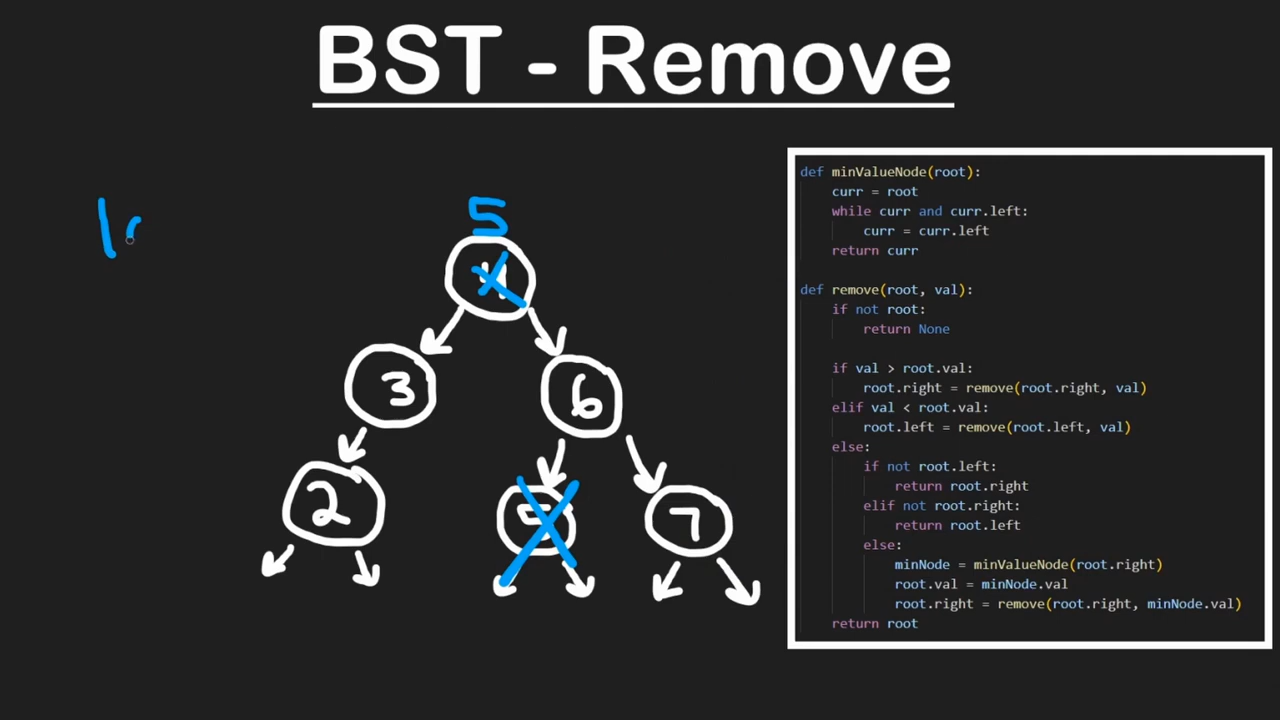 BST - Remove
5
4
3
6
2
5
7
def minValueNode(root):
curr = root
while curr and curr.left:
curr = curr.left
return curr
def remove(root, val):
if not root:
return None
if val > root.val:
root.right = remove(root.right, val)
elif val < root.val:
root.left = remove(root.left, val)
else:
if not root.left:
return root.right
elif not root.right:
return root.left
else:
minNode = minValueNode(root.right)
root.val = minNode.val
root.right = remove(root.right, minNode.val)
return root